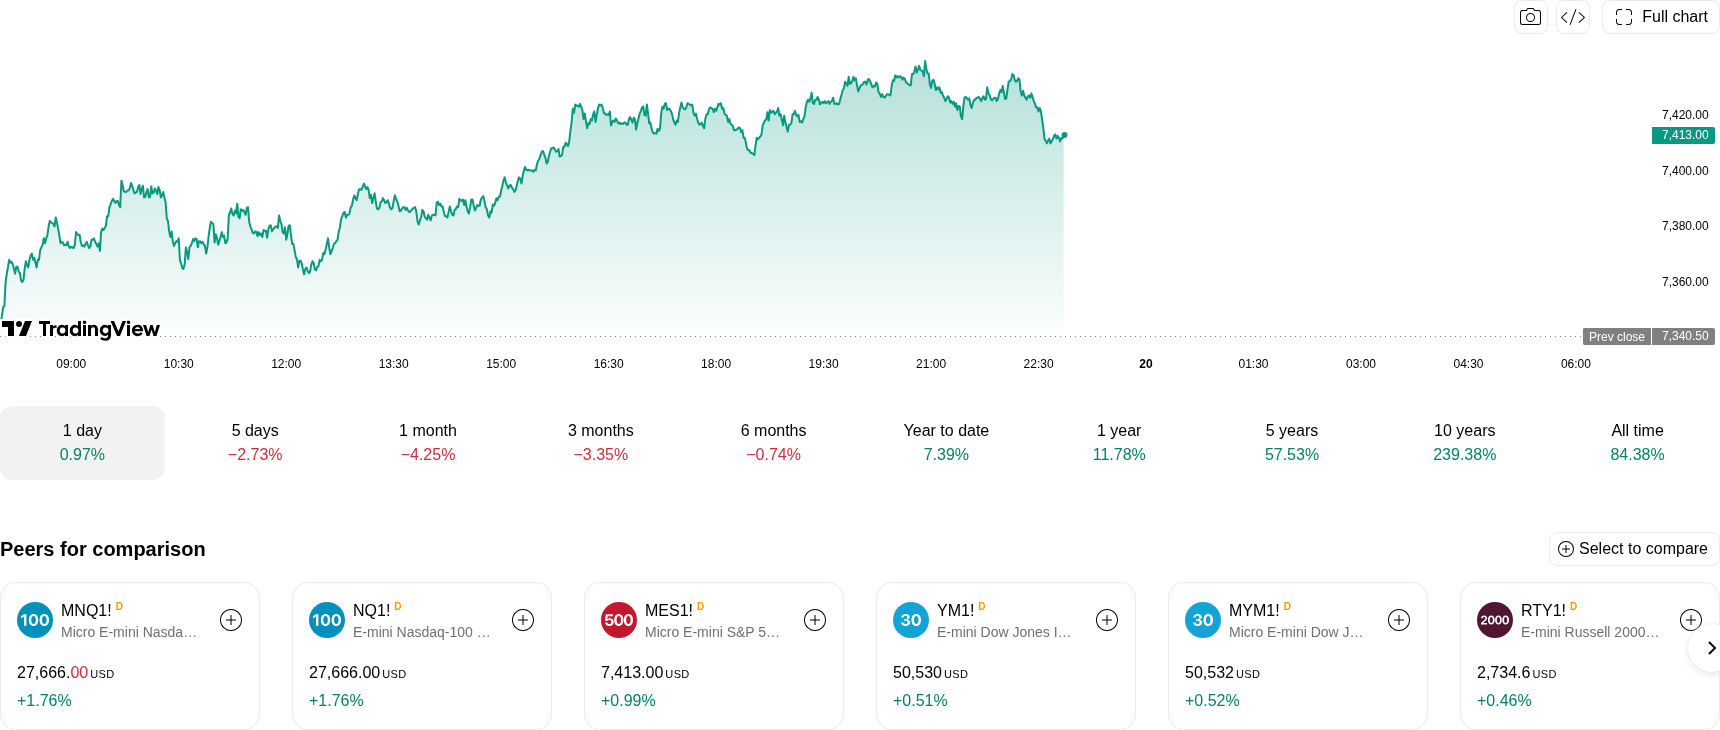 Full chart
7,420.00
7,413.00
7,400.00
7,380.00
7,360.00
TradingView
Prev close 7,340.50
09:00 10:30 12:00 13:30 15:00 16:30 18:00 19:30 21:00 22:30 20 01:30 03:00 04:30 06:00
1 day 5 days 1 month 3 months 6 months Year to date 1 year 5 years 10 years All time
0.97% −2.73% −4.25% −3.35% −0.74% 7.39% 11.78% 57.53% 239.38% 84.38%
Peers for comparison
Select to compare
100 MNQ1! D
Micro E-mini Nasda…
27,666.00 USD
+1.76%
100 NQ1! D
E-mini Nasdaq-100 …
27,666.00 USD
+1.76%
500 MES1! D
Micro E-mini S&P 5…
7,413.00 USD
+0.99%
30 YM1! D
E-mini Dow Jones I…
50,530 USD
+0.51%
30 MYM1! D
Micro E-mini Dow J…
50,532 USD
+0.52%
2000 RTY1! D
E-mini Russell 2000…
2,734.6 USD
+0.46%